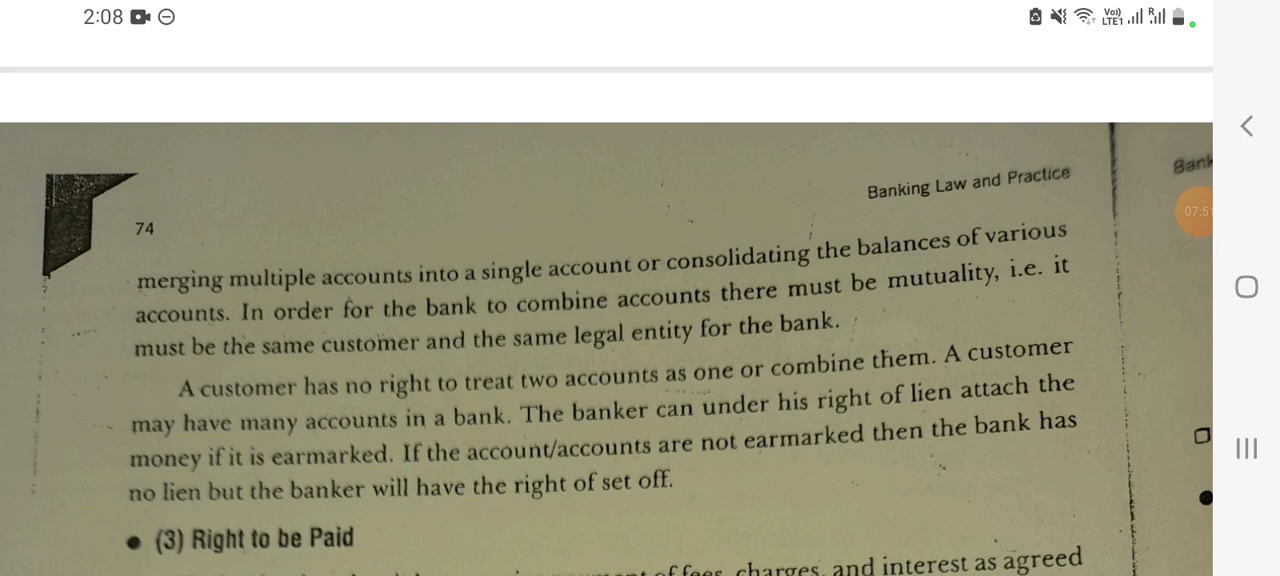 2:08
Vo))
LTE1
R
Bank
Banking Law and Practice
07:51
74
merging multiple accounts into a single account or consolidating the balances of various
accounts. In order for the bank to combine accounts there must be mutuality, i.e. it
must be the same customer and the same legal entity for the bank.
A customer has no right to treat two accounts as one or combine them. A customer
may have many accounts in a bank. The banker can under his right of lien attach the
money if it is earmarked. If the account/accounts are not earmarked then the bank has
no lien but the banker will have the right of set off.
• (3) Right to be Paid
of fees, charges, and interest as agreed